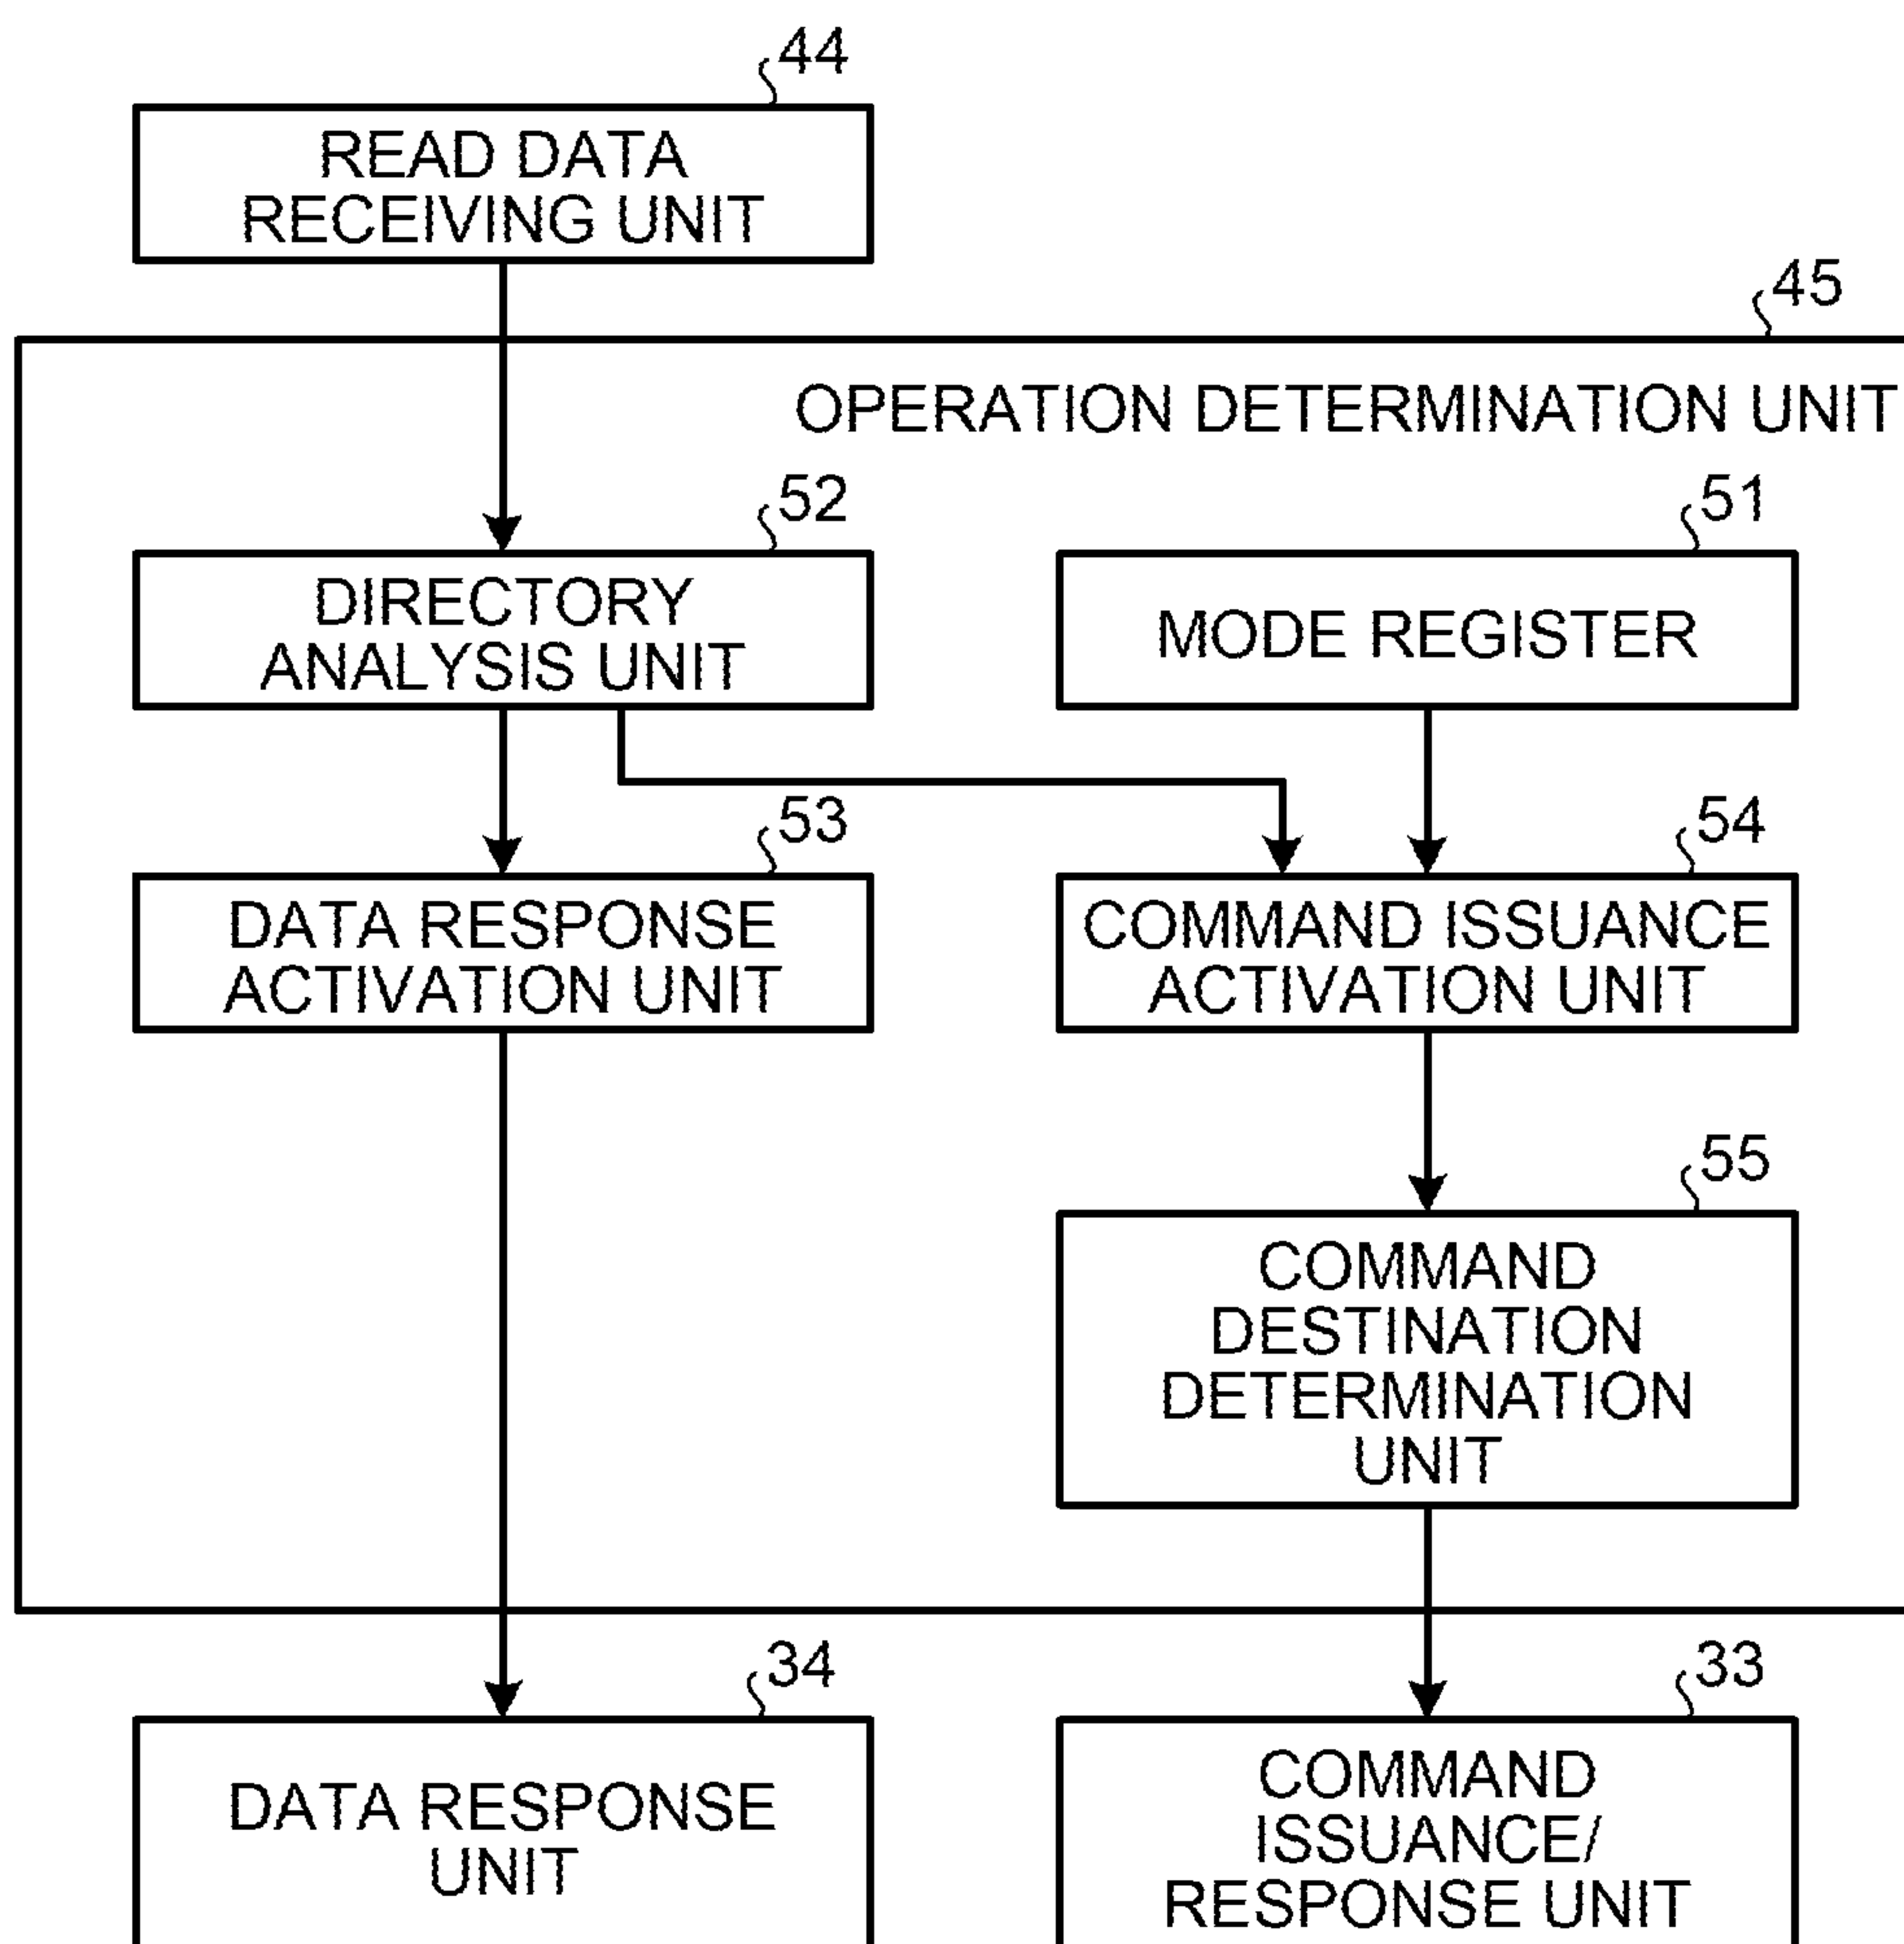 44
READ DATA
RECEIVING UNIT
45
OPERATION DETERMINATION UNIT
52
DIRECTORY
ANALYSIS UNIT
51
MODE REGISTER
53
DATA RESPONSE
ACTIVATION UNIT
54
COMMAND ISSUANCE
ACTIVATION UNIT
55
COMMAND
DESTINATION
DETERMINATION
UNIT
34
DATA RESPONSE
UNIT
33
COMMAND
ISSUANCE/
RESPONSE UNIT